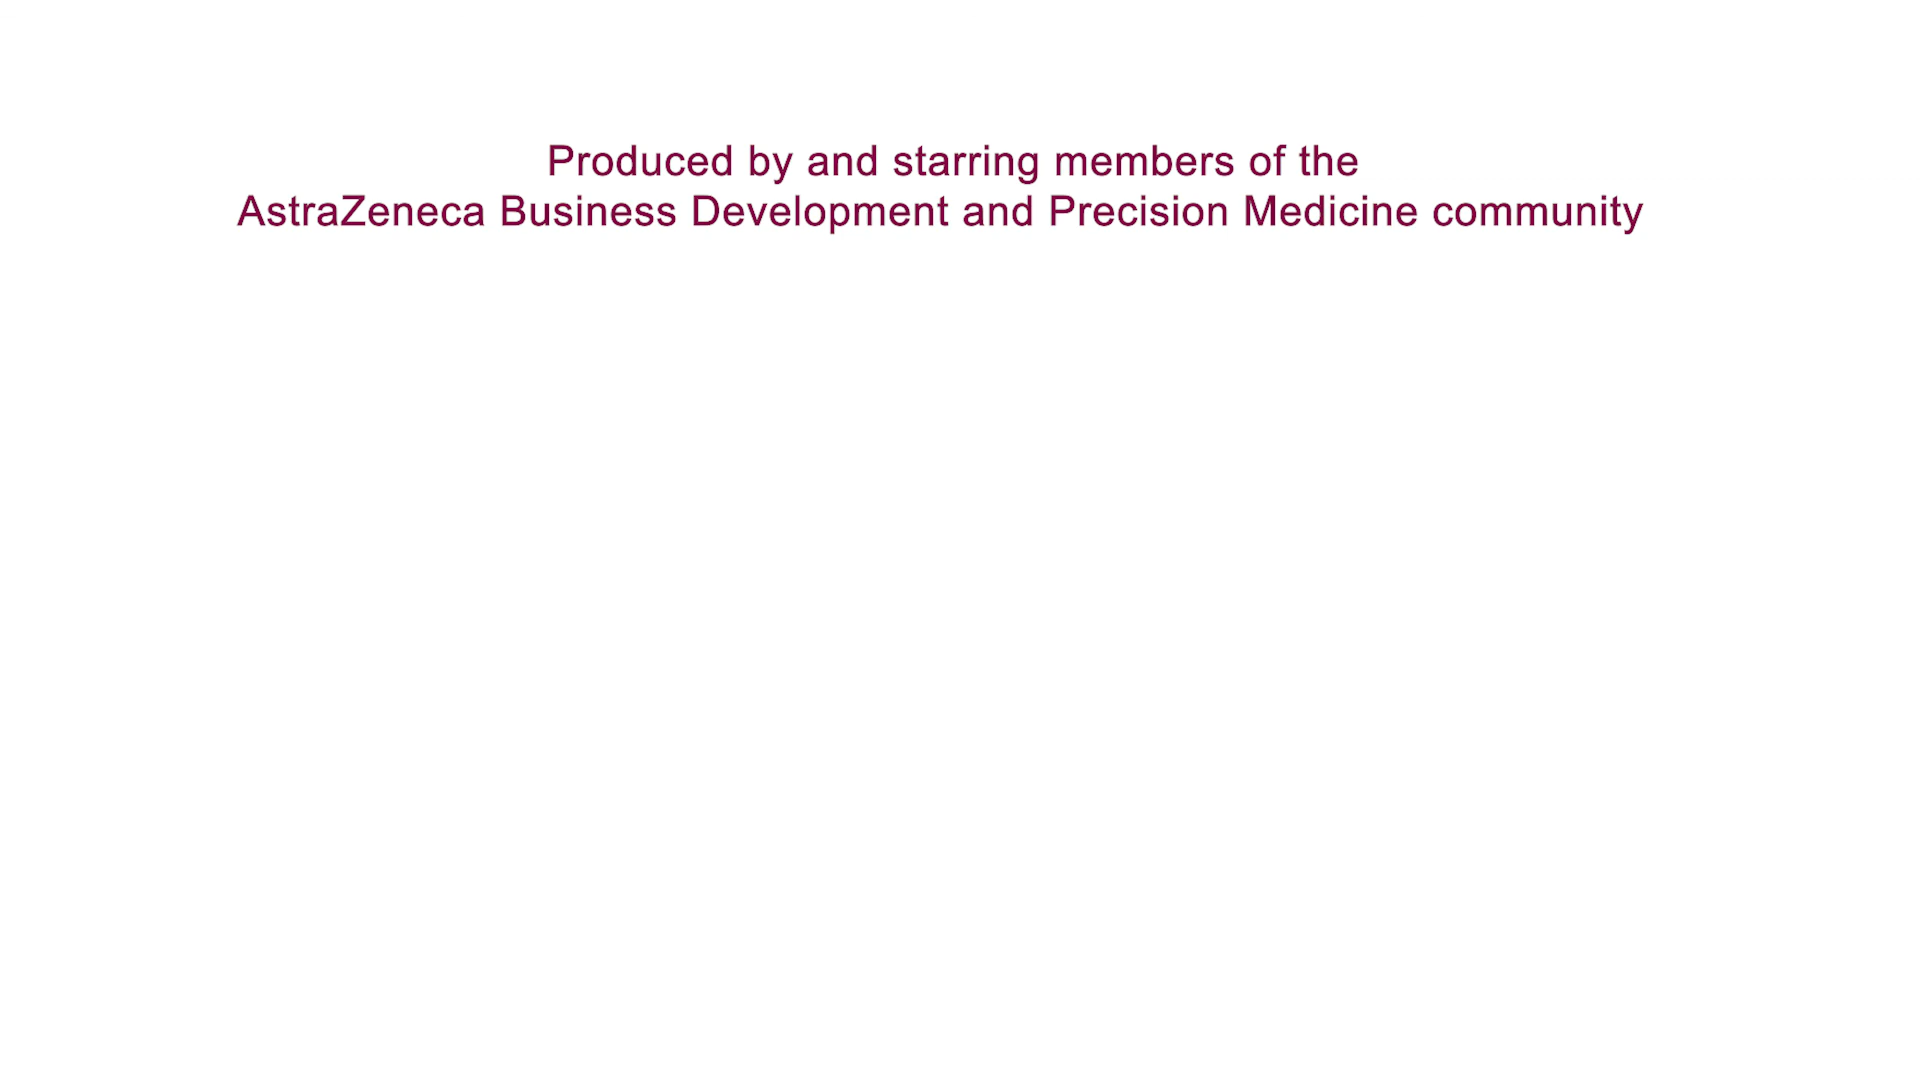 Produced by and starring members of the
AstraZeneca Business Development and Precision Medicine community